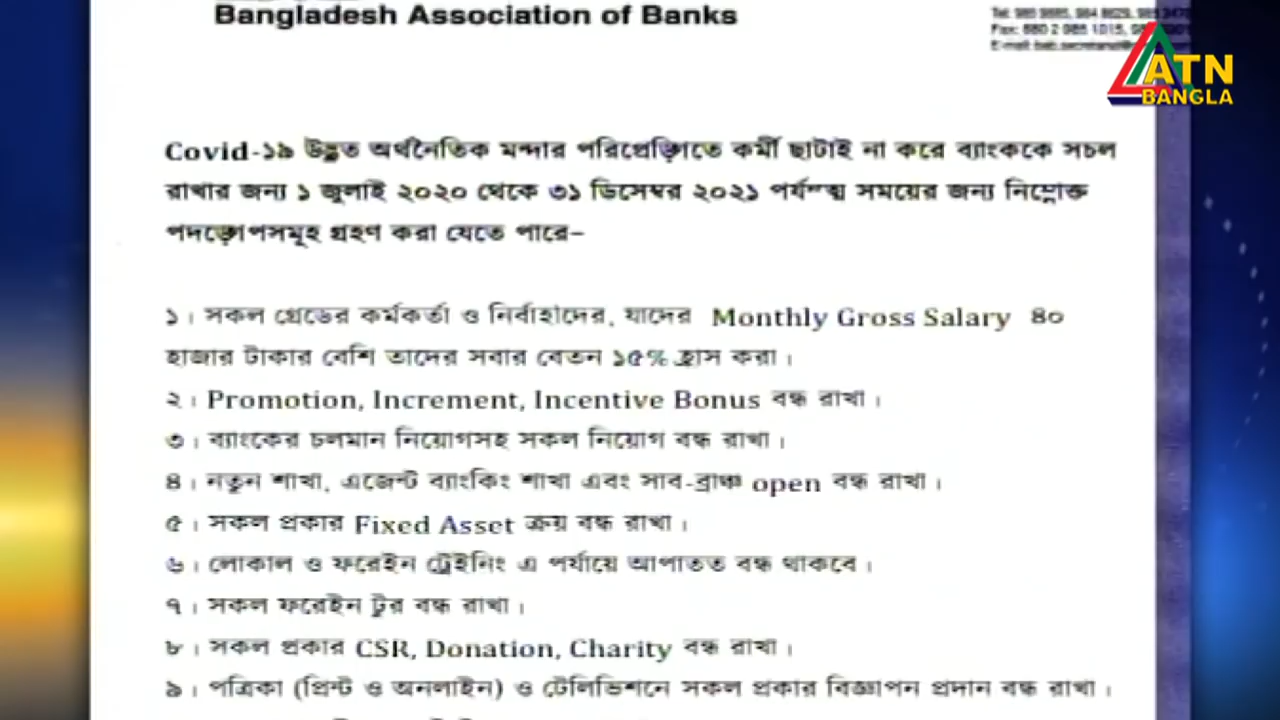 Bangladesh Association of Banks
ATN
BANGLA
Covid-১৯ উদ্ভূত অর্থনৈতিক মন্দার পরিপ্রেড়্গিতে কর্মী ছাটাই না করে ব্যাংককে সচল
রাখার জন্য ১ জুলাই ২০২০ থেকে ৩১ ডিসেম্বর ২০২১ সময়ের জন্য নিম্নোক্ত
গ্রহণ করা যেতে পারে-
১। সকল গ্রেডের কর্মকর্তা ও নির্বাহীদের, যাদের Monthly Gross Salary ৪০
হাজার টাকার বেশি তাদের সবার বেতন ১৫% হ্রাস করা।
২। Promotion, Increment, Incentive Bonus বন্ধ রাখা।
৩। ব্যাংকের চলমান নিয়োগসহ সকল নিয়োগ বন্ধ রাখা।
৪। নতুন শাখা, এজেন্ট ব্যাংকিং শাখা এবং সাব-ব্রাঞ্চ open বন্ধ রাখা।
৫। সকল প্রকার Fixed Asset ক্রয় বন্ধ রাখা।
৬। লোকাল ও ফরেইন ট্রেইনিং এ পর্যায়ে আপাতত বন্ধ থাকবে।
৭। সকল ফরেইন টুর বন্ধ রাখা।
৮। সকল প্রকার CSR, Donation, Charity বন্ধ রাখা।
৯। পত্রিকা (প্রিন্ট ও অনলাইন) ও টেলিভিশনে সকল প্রকার বিজ্ঞাপন প্রদান বন্ধ রাখা।